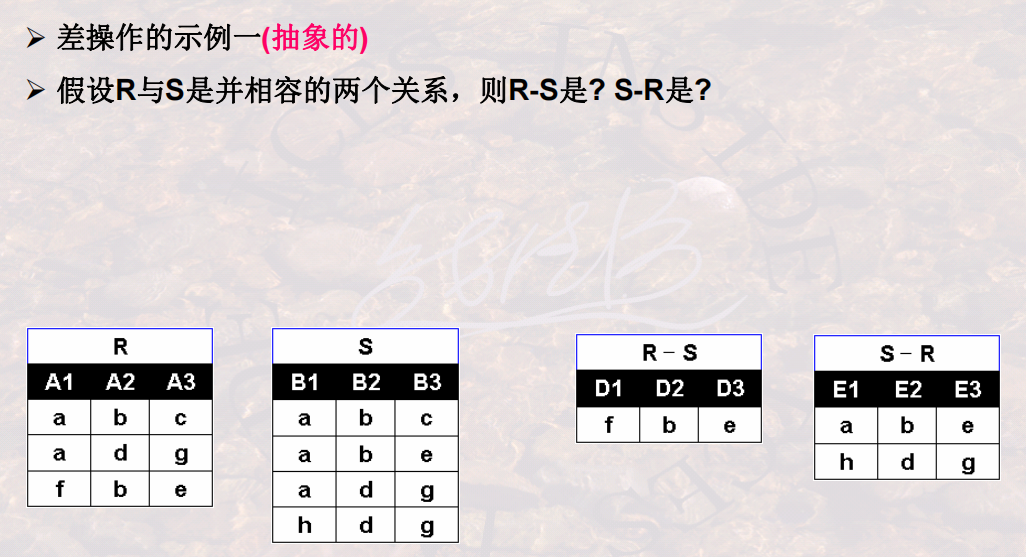 ➢ 差操作的示例一(抽象的)
➢ 假设R与S是并相容的两个关系，则R-S是? S-R是?
R
A1 A2 A3
a b c
a d g
f b e
S
B1 B2 B3
a b c
a b e
a d g
h d g
R – S
D1 D2 D3
f b e
S – R
E1 E2 E3
a b e
h d g